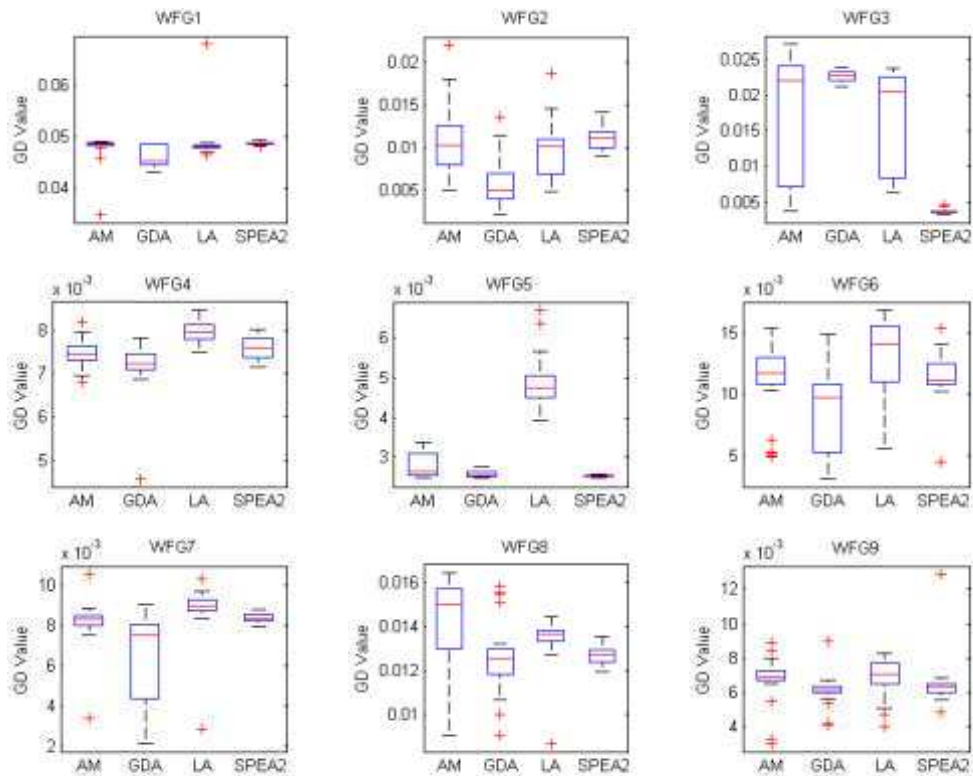 WFG1
WFG2
WFG3
GD Value
0.06
0.05
0.04
AM GDA LA SPEA2
GD Value
0.02
0.015
0.01
0.005
AM GDA LA SPEA2
GD Value
0.025
0.02
0.015
0.01
0.005
AM GDA LA SPEA2
WFG4
WFG5
WFG6
x 10-3
GD Value
8
7
6
5
AM GDA LA SPEA2
x 10-3
GD Value
6
5
4
3
AM GDA LA SPEA2
x 10-3
GD Value
15
10
5
AM GDA LA SPEA2
WFG7
WFG8
WFG9
x 10-3
GD Value
10
8
6
4
2
AM GDA LA SPEA2
GD Value
0.016
0.014
0.012
0.01
AM GDA LA SPEA2
x 10-3
GD Value
12
10
8
6
4
AM GDA LA SPEA2